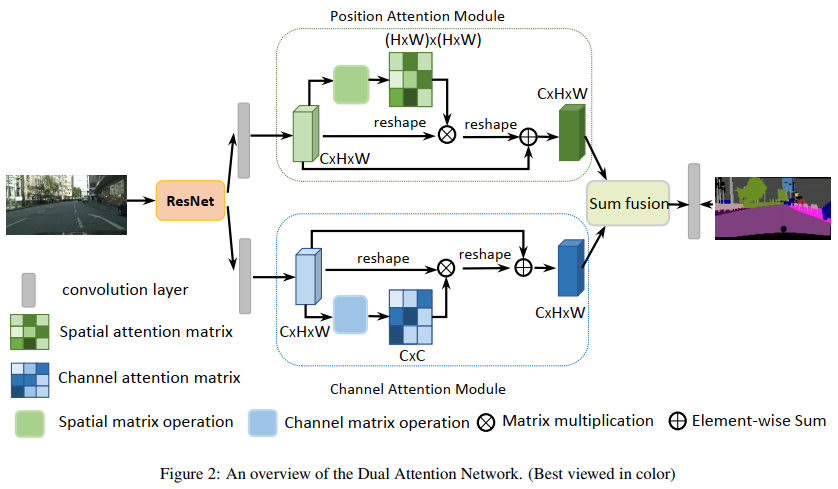 Position Attention Module
(HxW)x(HxW)
CxHxW
reshape
reshape
CxHxW
ResNet
Sum fusion
reshape
reshape
CxHxW
CxHxW
CxC
convolution layer
Spatial attention matrix
Channel attention matrix
Channel Attention Module
Spatial matrix operation
Channel matrix operation
Matrix multiplication
Element-wise Sum
Figure 2: An overview of the Dual Attention Network. (Best viewed in color)